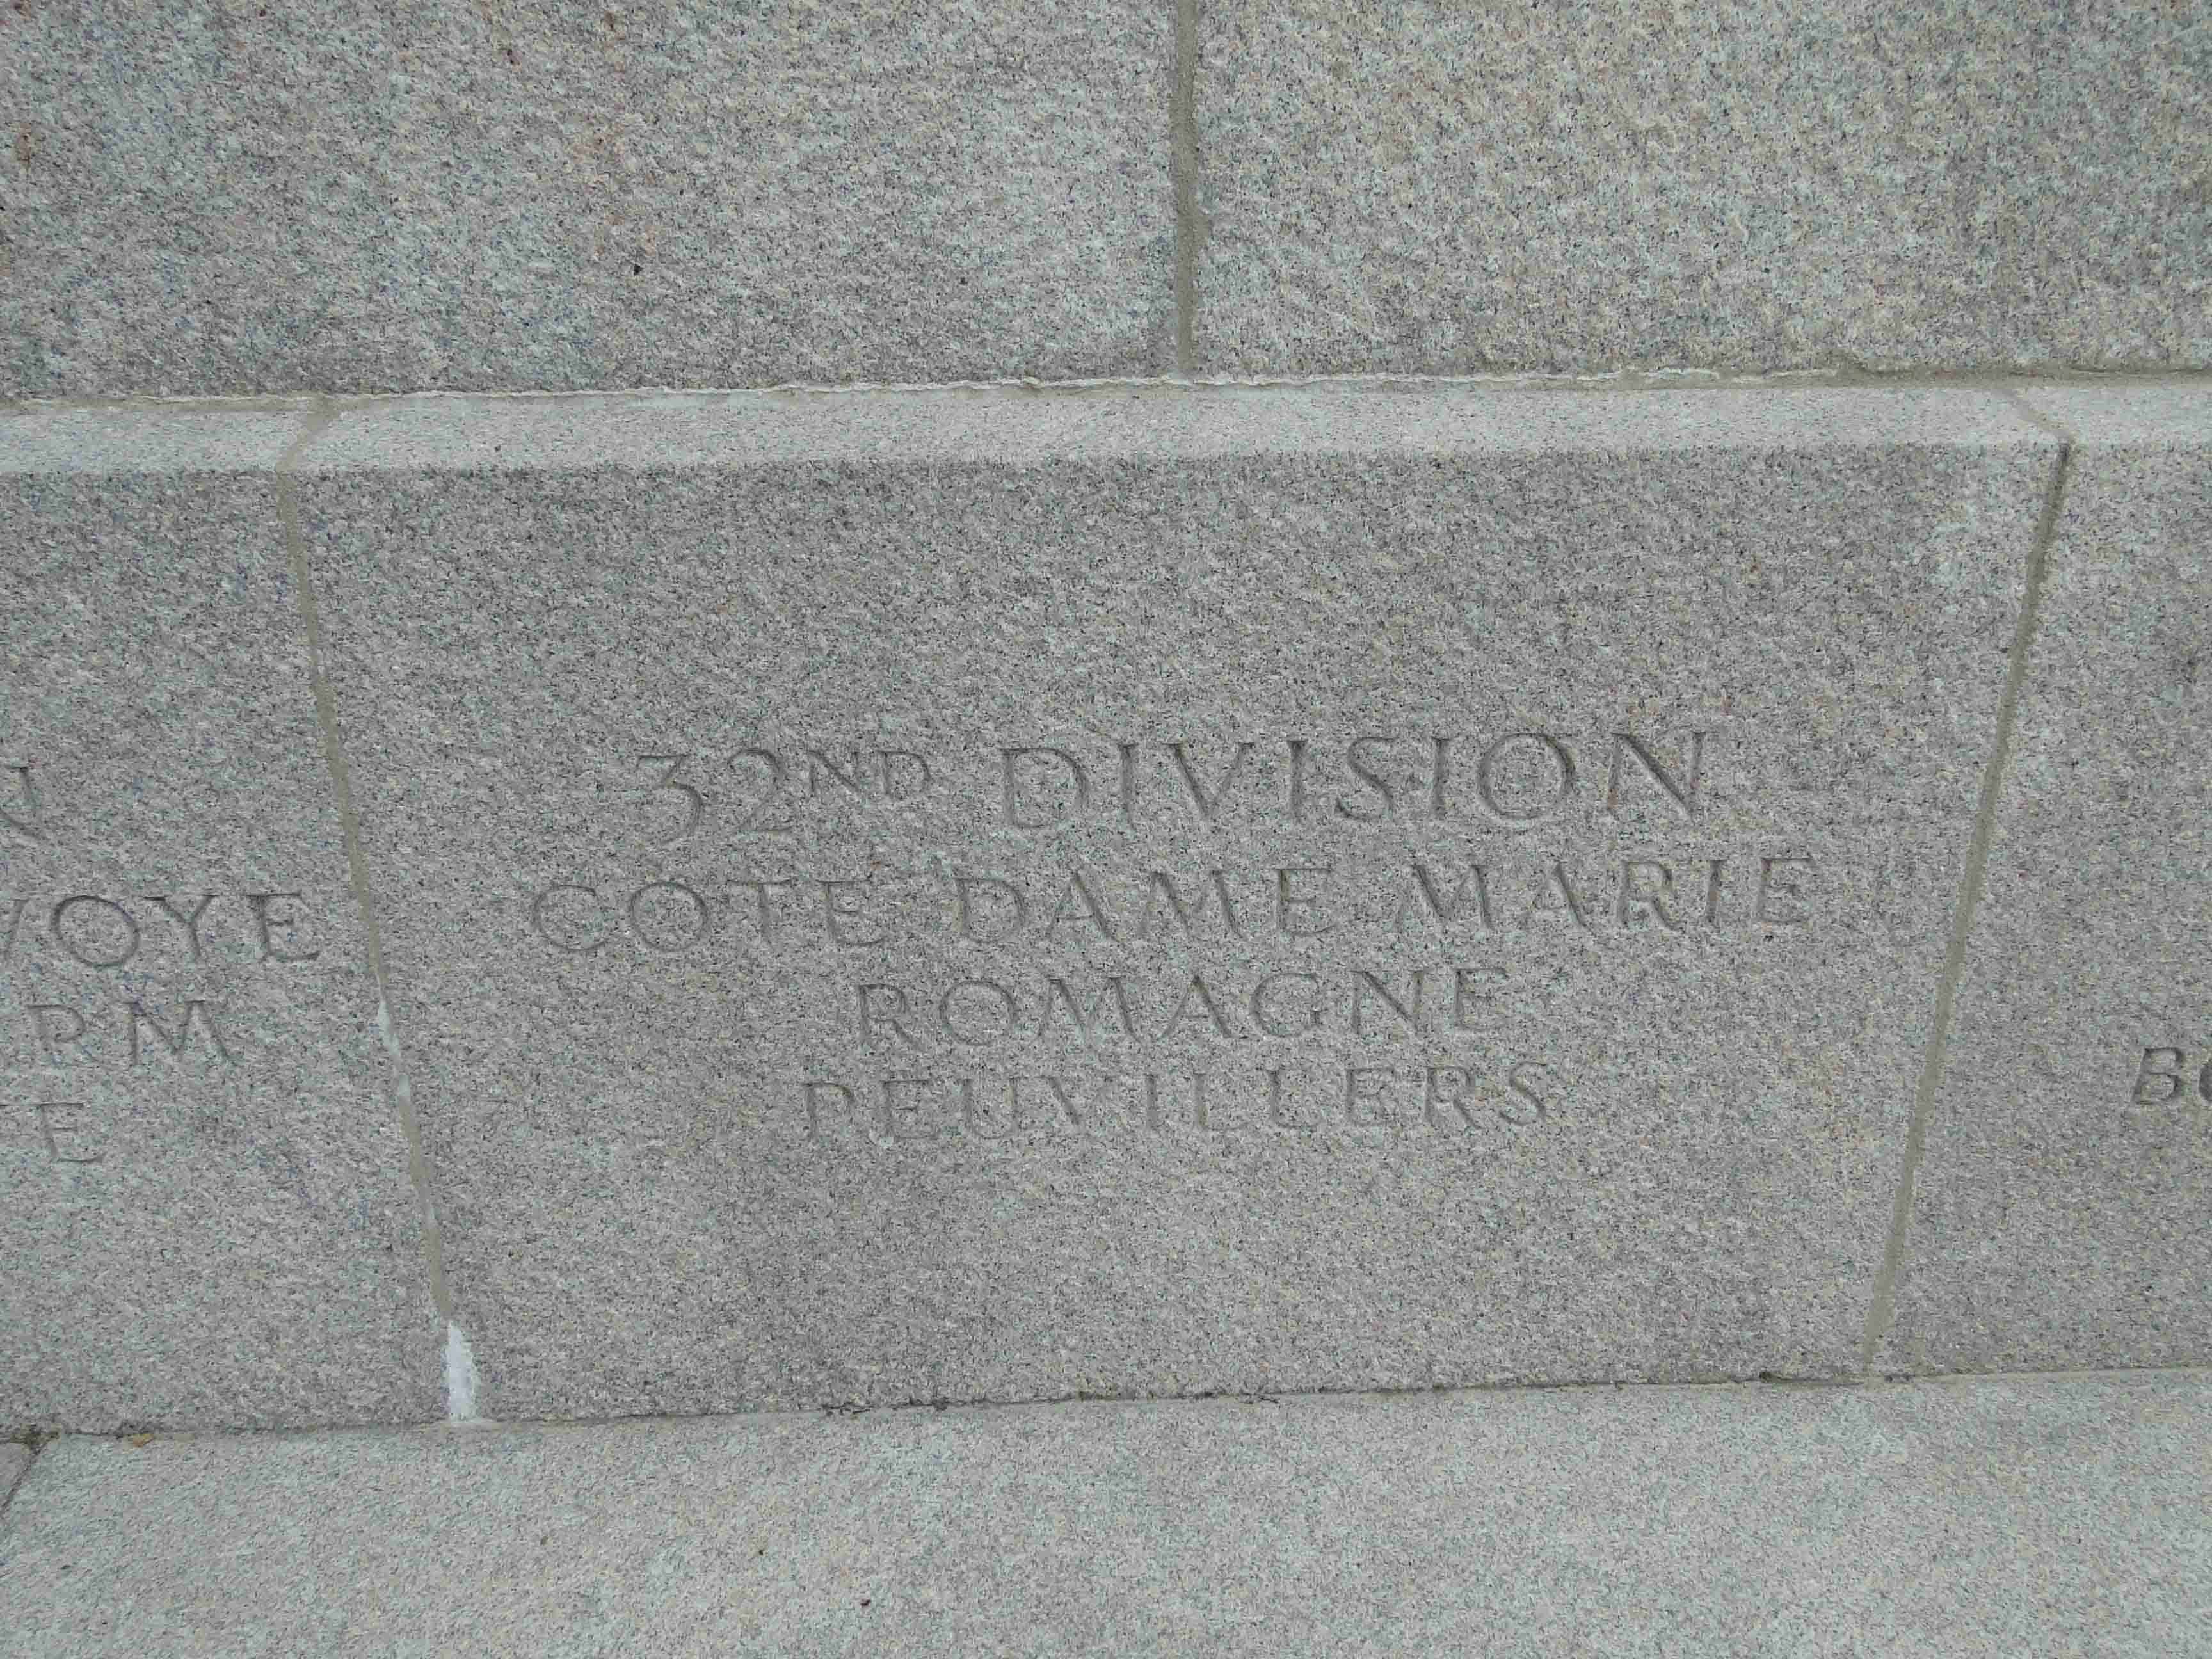 32ND DIVISION
COTE DAME MARIE
ROMAGNE
PEUVILLERS